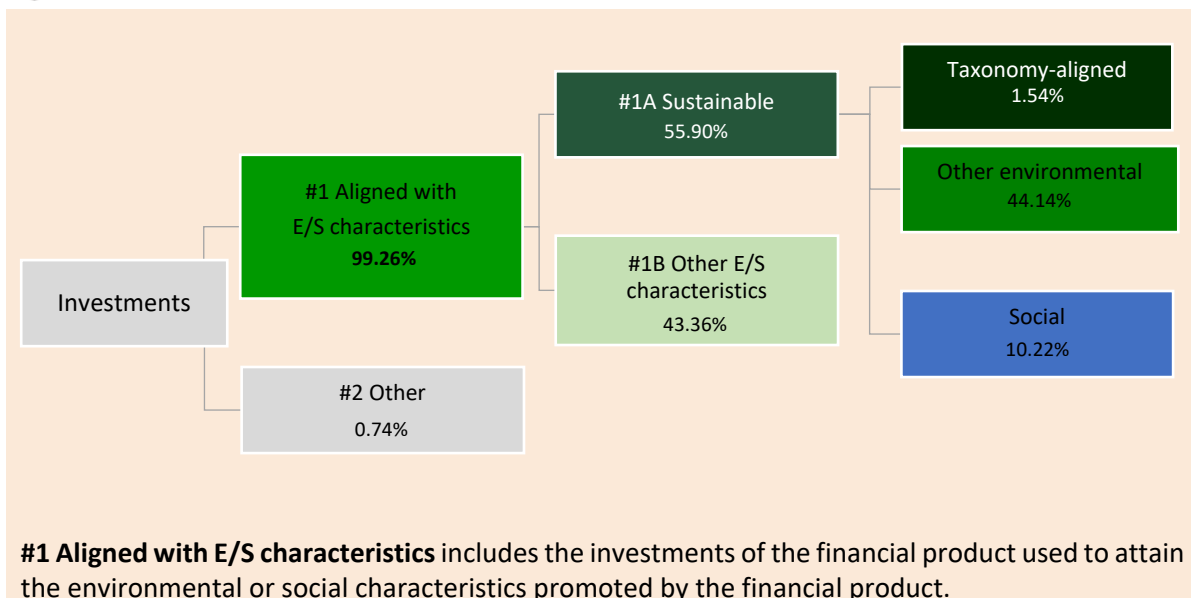 Investments
#1 Aligned with
E/S characteristics
99.26%
#2 Other
0.74%
#1A Sustainable
55.90%
#1B Other E/S
characteristics
43.36%
Taxonomy-aligned
1.54%
Other environmental
44.14%
Social
10.22%
#1 Aligned with E/S characteristics includes the investments of the financial product used to attain
the environmental or social characteristics promoted by the financial product.